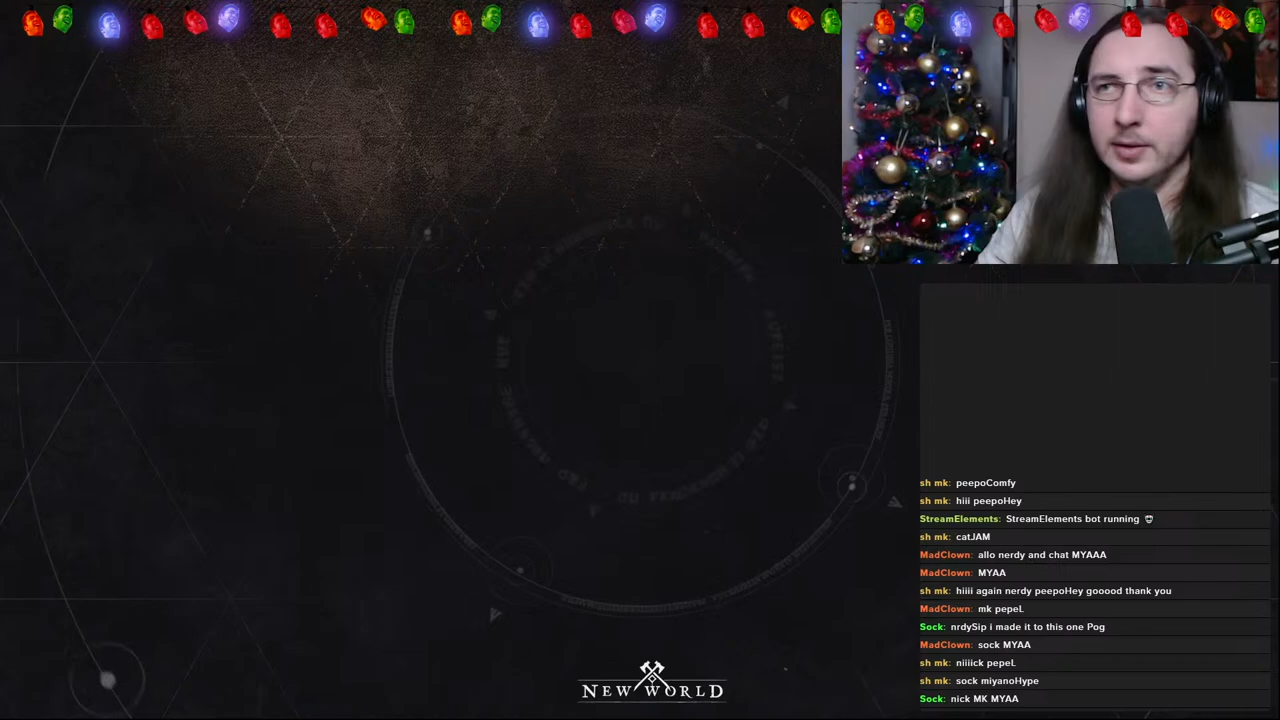 sh mk: peepoComfy
sh mk: hiii peepoHey
StreamElements: StreamElements bot running
sh mk: catJAM
MadClown: allo nerdy and chat MYAAA
MadClown: MYAA
sh mk: hiiii again nerdy peepoHey gooood thank you
MadClown: mk pepeL
Sock: nrdySip i made it to this one Pog
MadClown: sock MYAA
sh mk: niiiick pepeL
sh mk: sock miyanoHype
Sock: nick MK MYAA
NEW WORLD